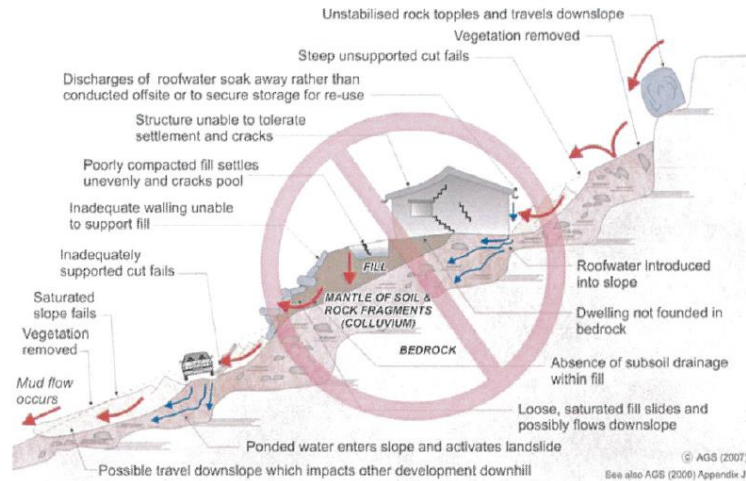 Unstabilised rock topples and travels downslope
Vegetation removed
Steep unsupported cut fails
Discharges of roofwater soak away rather than
conducted offsite or to secure storage for re-use
Structure unable to tolerate
settlement and cracks
Poorly compacted fill settles
unevenly and cracks pool
Inadequate walling unable
to support fill
Inadequately
supported cut fails
Saturated
slope fails
Vegetation
removed
Mud flow
occurs
FILL
MANTLE OF SOIL &
ROCK FRAGMENTS
(COLLUVIUM)
BEDROCK
Roofwater introduced
into slope
Dwelling not founded in
bedrock
Absence of subsoil drainage
within fill
Loose, saturated fill slides and
possibly flows downslope
Ponded water enters slope and activates landslide
Possible travel downslope which impacts other development downhill
© AGS (2007)
See also AGS (2000) Appendix J